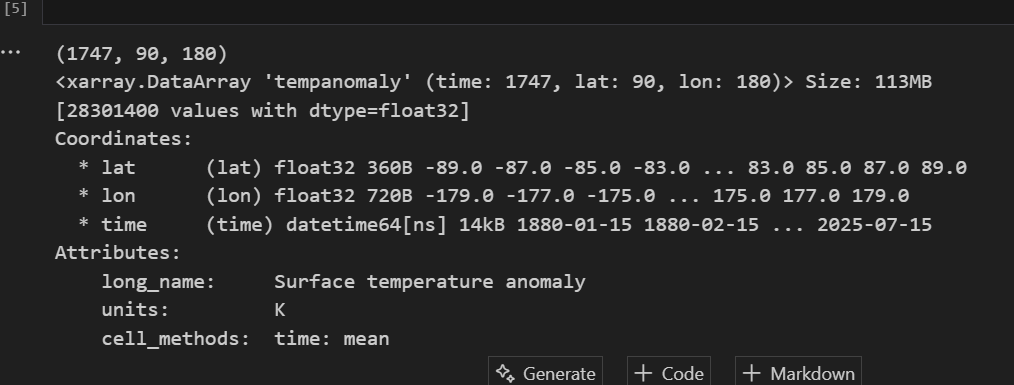 [5]
... (1747, 90, 180)
<xarray.DataArray 'tempanomaly' (time: 1747, lat: 90, lon: 180)> Size: 113MB
[28301400 values with dtype=float32]
Coordinates:
  * lat      (lat) float32 360B -89.0 -87.0 -85.0 -83.0 ... 83.0 85.0 87.0 89.0
  * lon      (lon) float32 720B -179.0 -177.0 -175.0 ... 175.0 177.0 179.0
  * time     (time) datetime64[ns] 14kB 1880-01-15 1880-02-15 ... 2025-07-15
Attributes:
    long_name:     Surface temperature anomaly
    units:         K
    cell_methods:  time: mean
Generate + Code + Markdown